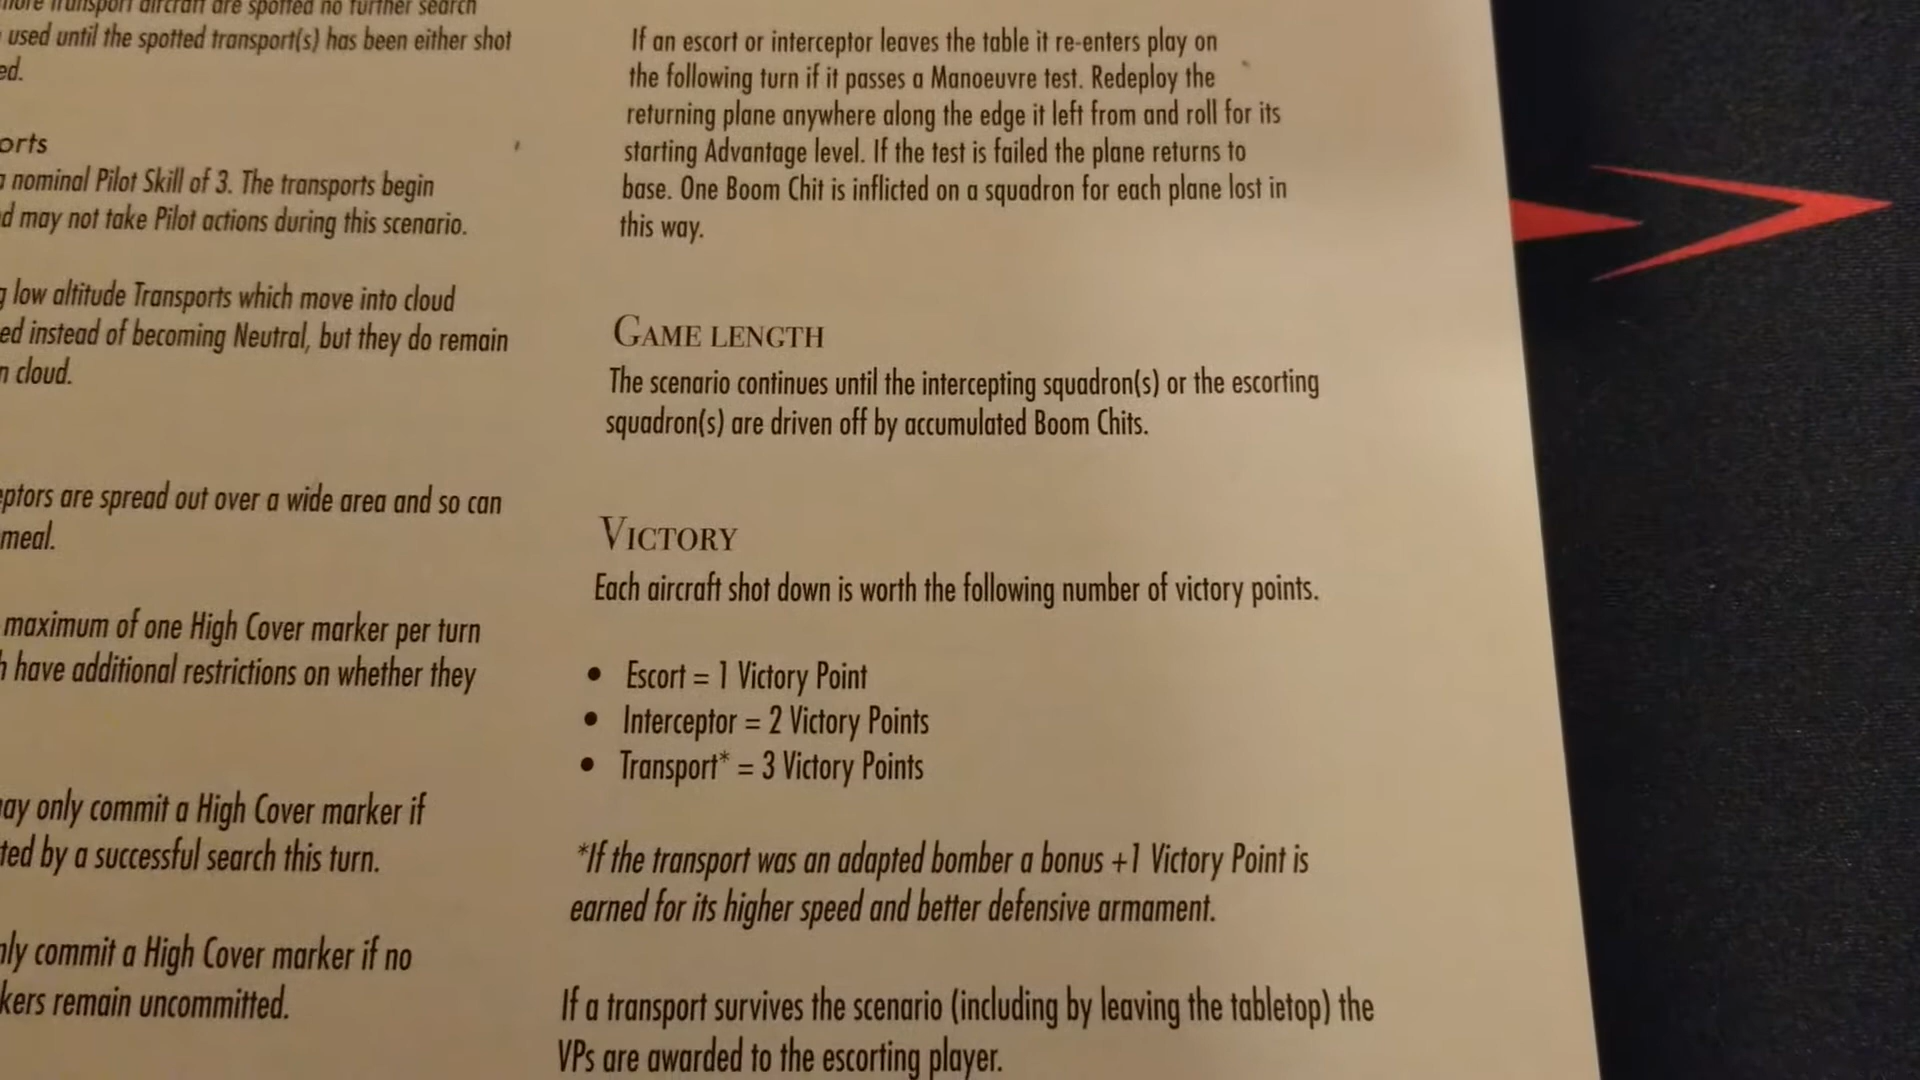 more transport aircraft are spotted no further search
used until the spotted transport(s) has been either shot
ed.
orts
a nominal Pilot Skill of 3. The transports begin
d may not take Pilot actions during this scenario.
g low altitude Transports which move into cloud
ed instead of becoming Neutral, but they do remain
n cloud.
eptors are spread out over a wide area and so can
meal.
maximum of one High Cover marker per turn
h have additional restrictions on whether they
ay only commit a High Cover marker if
ted by a successful search this turn.
nly commit a High Cover marker if no
kers remain uncommitted.
If an escort or interceptor leaves the table it re-enters play on
the following turn if it passes a Manoeuvre test. Redeploy the
returning plane anywhere along the edge it left from and roll for its
starting Advantage level. If the test is failed the plane returns to
base. One Boom Chit is inflicted on a squadron for each plane lost in
this way.
GAME LENGTH
The scenario continues until the intercepting squadron(s) or the escorting
squadron(s) are driven off by accumulated Boom Chits.
VICTORY
Each aircraft shot down is worth the following number of victory points.
• Escort = 1 Victory Point
• Interceptor = 2 Victory Points
• Transport* = 3 Victory Points
*If the transport was an adapted bomber a bonus +1 Victory Point is
earned for its higher speed and better defensive armament.
If a transport survives the scenario (including by leaving the tabletop) the
VPs are awarded to the escorting player.